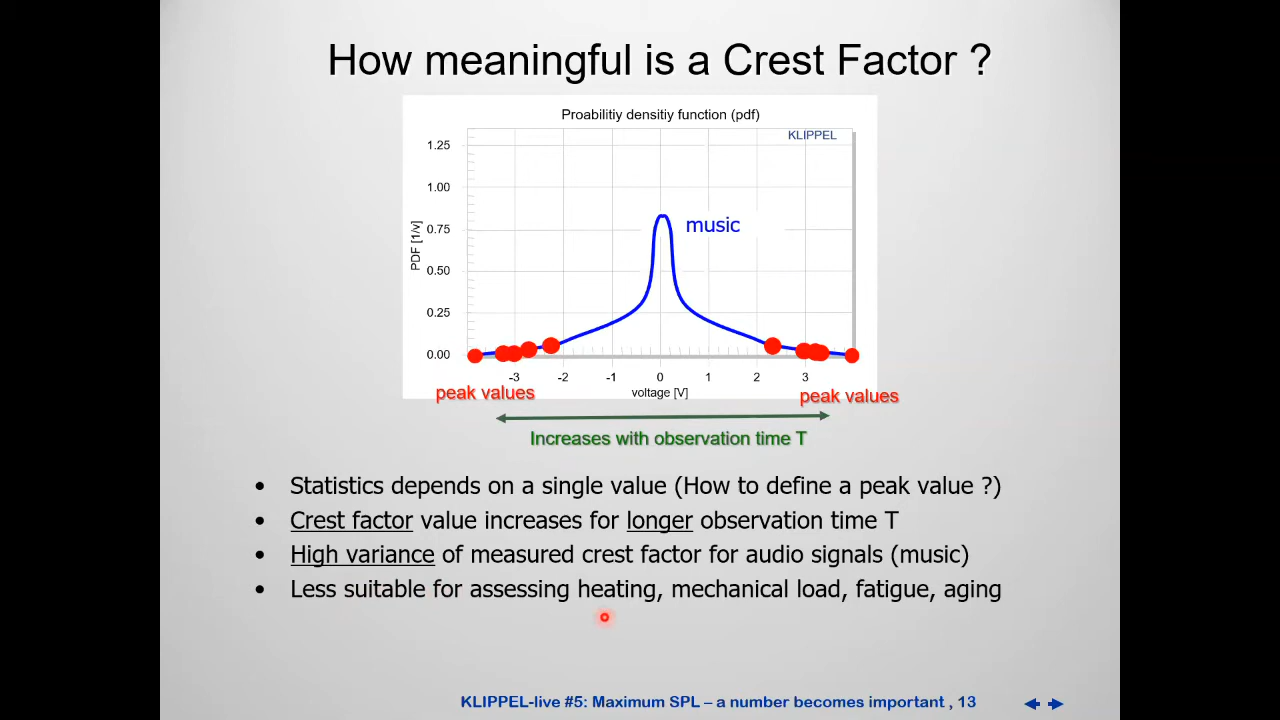 How meaningful is a Crest Factor ?
Proabilitiy densitiy function (pdf)
KLIPPEL
1.25
1.00
0.75
0.50
0.25
0.00
PDF [1/v]
music
-3 -2 -1 0 1 2 3
voltage [V]
peak values
peak values
Increases with observation time T
• Statistics depends on a single value (How to define a peak value ?)
• Crest factor value increases for longer observation time T
• High variance of measured crest factor for audio signals (music)
• Less suitable for assessing heating, mechanical load, fatigue, aging
KLIPPEL-live #5: Maximum SPL – a number becomes important , 13